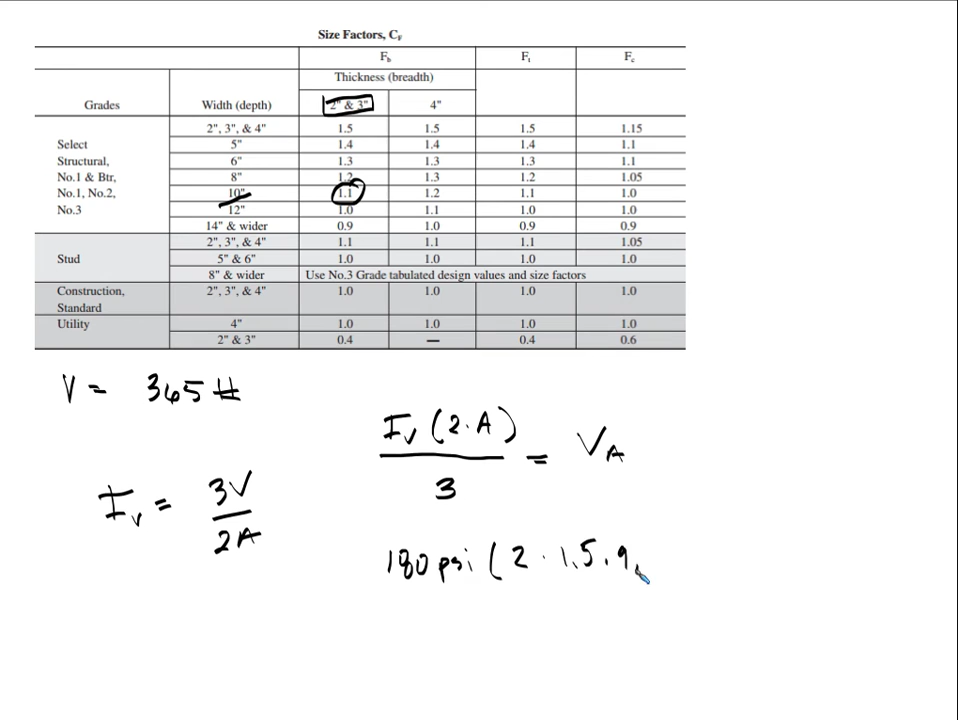 Size Factors, CF
Fb Ft Fc
Thickness (breadth)
Grades Width (depth) 2" & 3" 4"
2", 3", & 4" 1.5 1.5 1.5 1.15
Select 5" 1.4 1.4 1.4 1.1
Structural, 6" 1.3 1.3 1.3 1.1
No.1 & Btr, 8" 1.2 1.3 1.2 1.05
No.1, No.2, 10" 1.1 1.2 1.1 1.0
No.3 12" 1.0 1.1 1.0 1.0
14" & wider 0.9 1.0 0.9 0.9
2", 3", & 4" 1.1 1.1 1.1 1.05
Stud 5" & 6" 1.0 1.0 1.0 1.0
8" & wider Use No.3 Grade tabulated design values and size factors
Construction, 2", 3", & 4" 1.0 1.0 1.0 1.0
Standard
Utility 4" 1.0 1.0 1.0 1.0
2" & 3" 0.4 — 0.4 0.6
V = 365 #
Iv (2·A) / 3 = VA
Iv = 3V / 2A
180 psi (2 · 1.5 · 9.